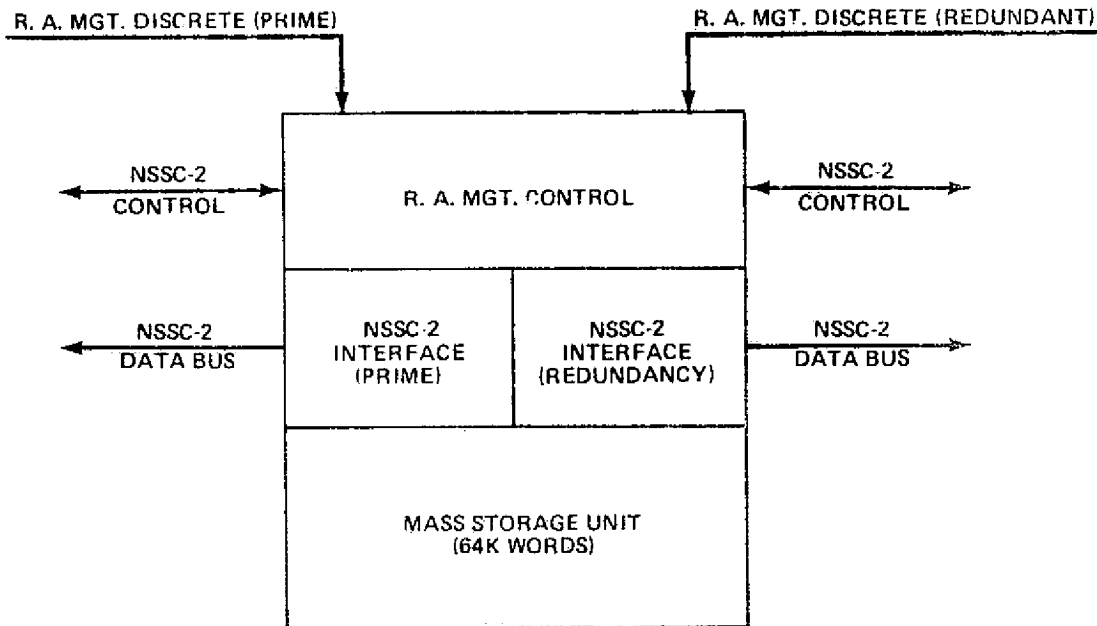 R. A. MGT. DISCRETE (PRIME)
R. A. MGT. DISCRETE (REDUNDANT)
NSSC-2
CONTROL
R. A. MGT. CONTROL
NSSC-2
CONTROL
NSSC-2
DATA BUS
NSSC-2
INTERFACE
(PRIME)
NSSC-2
INTERFACE
(REDUNDANCY)
NSSC-2
DATA BUS
MASS STORAGE UNIT
(64K WORDS)